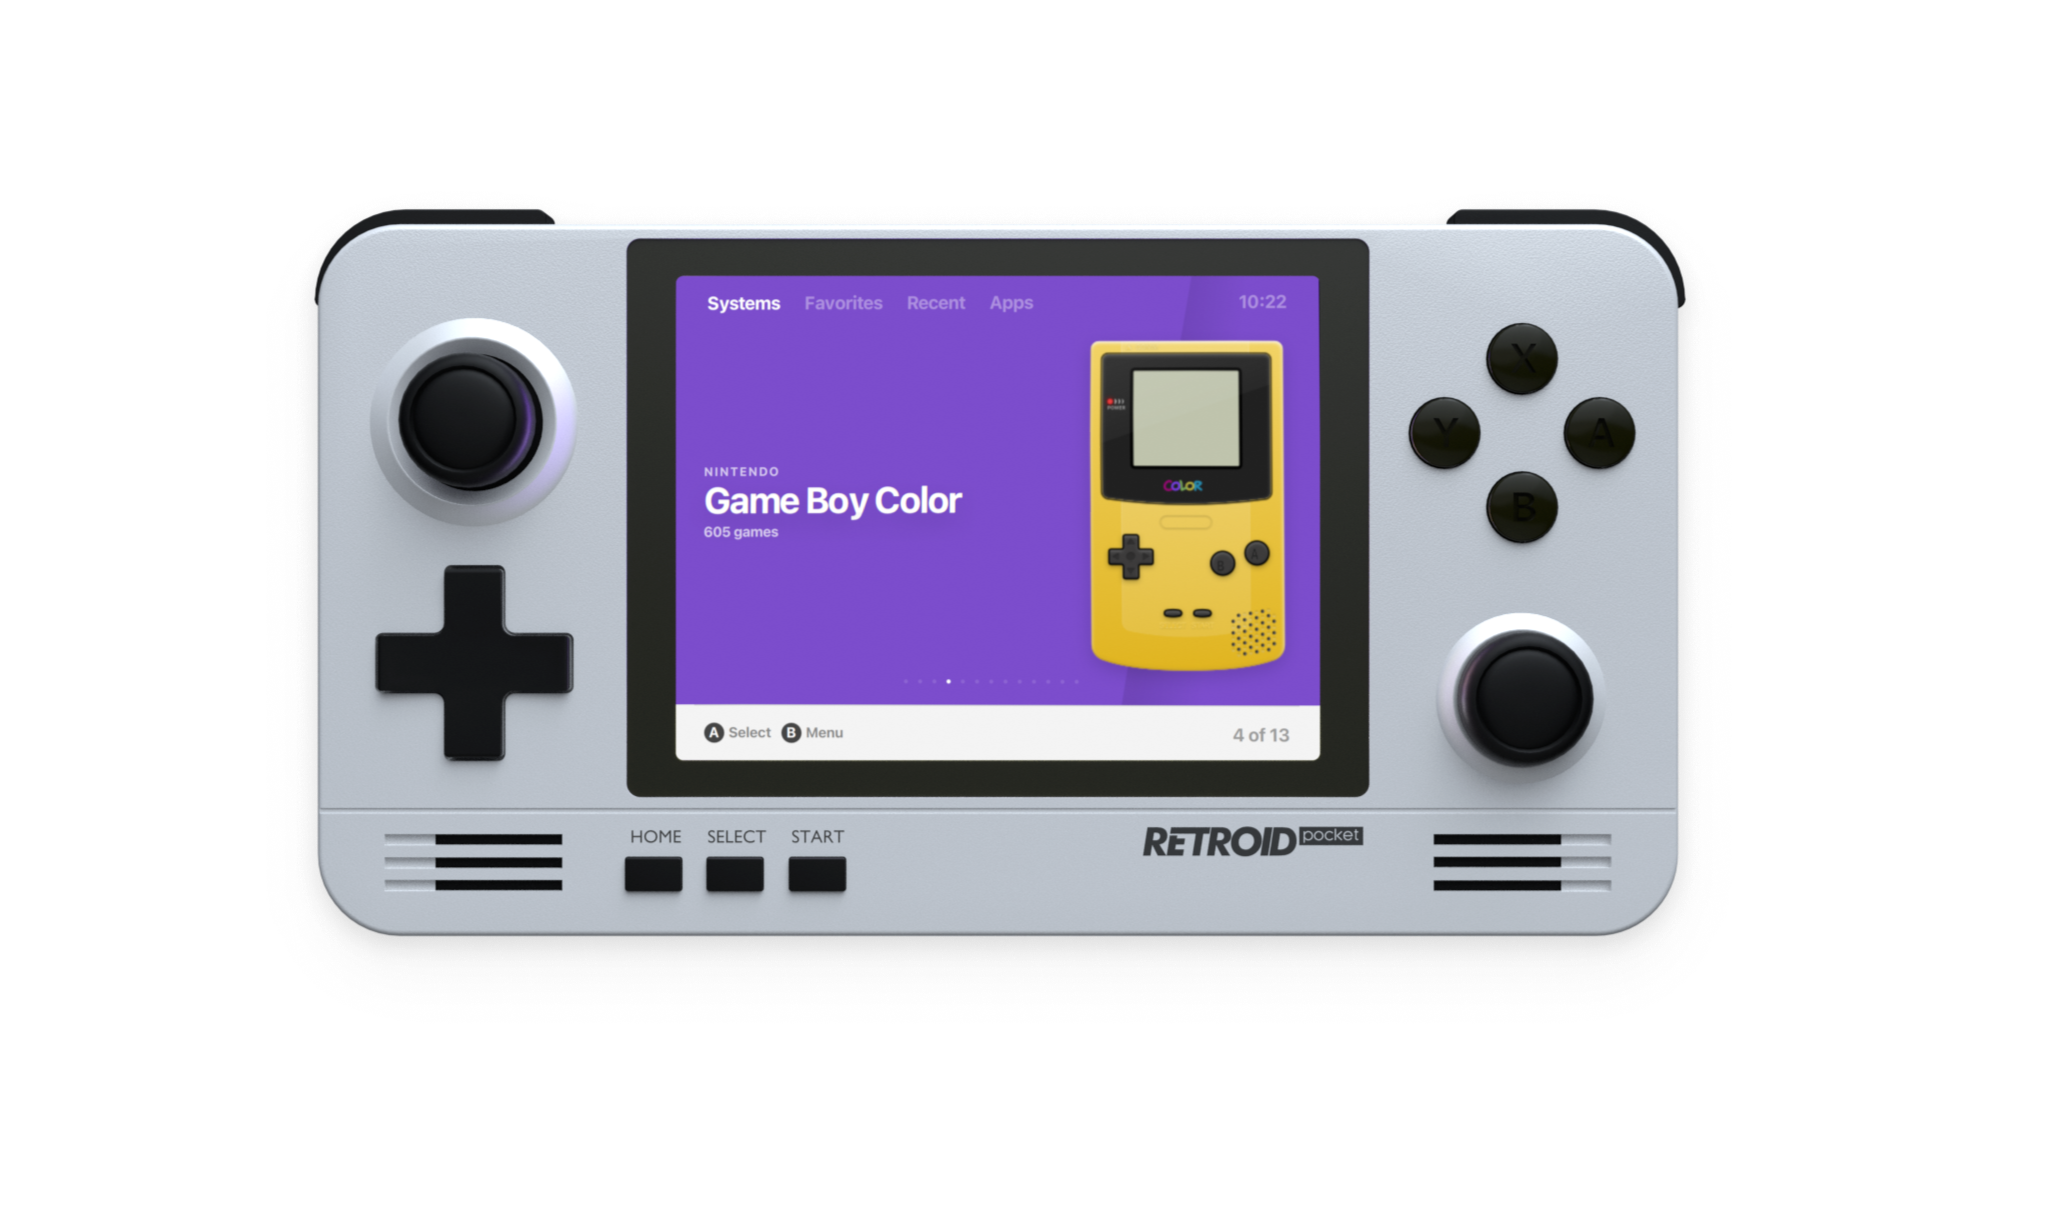 Systems Favorites Recent Apps 10:22
NINTENDO
Game Boy Color
605 games
POWER
COLOR
A
B
A Select B Menu 4 of 13
X
Y A
B
HOME SELECT START
RETROID pocket